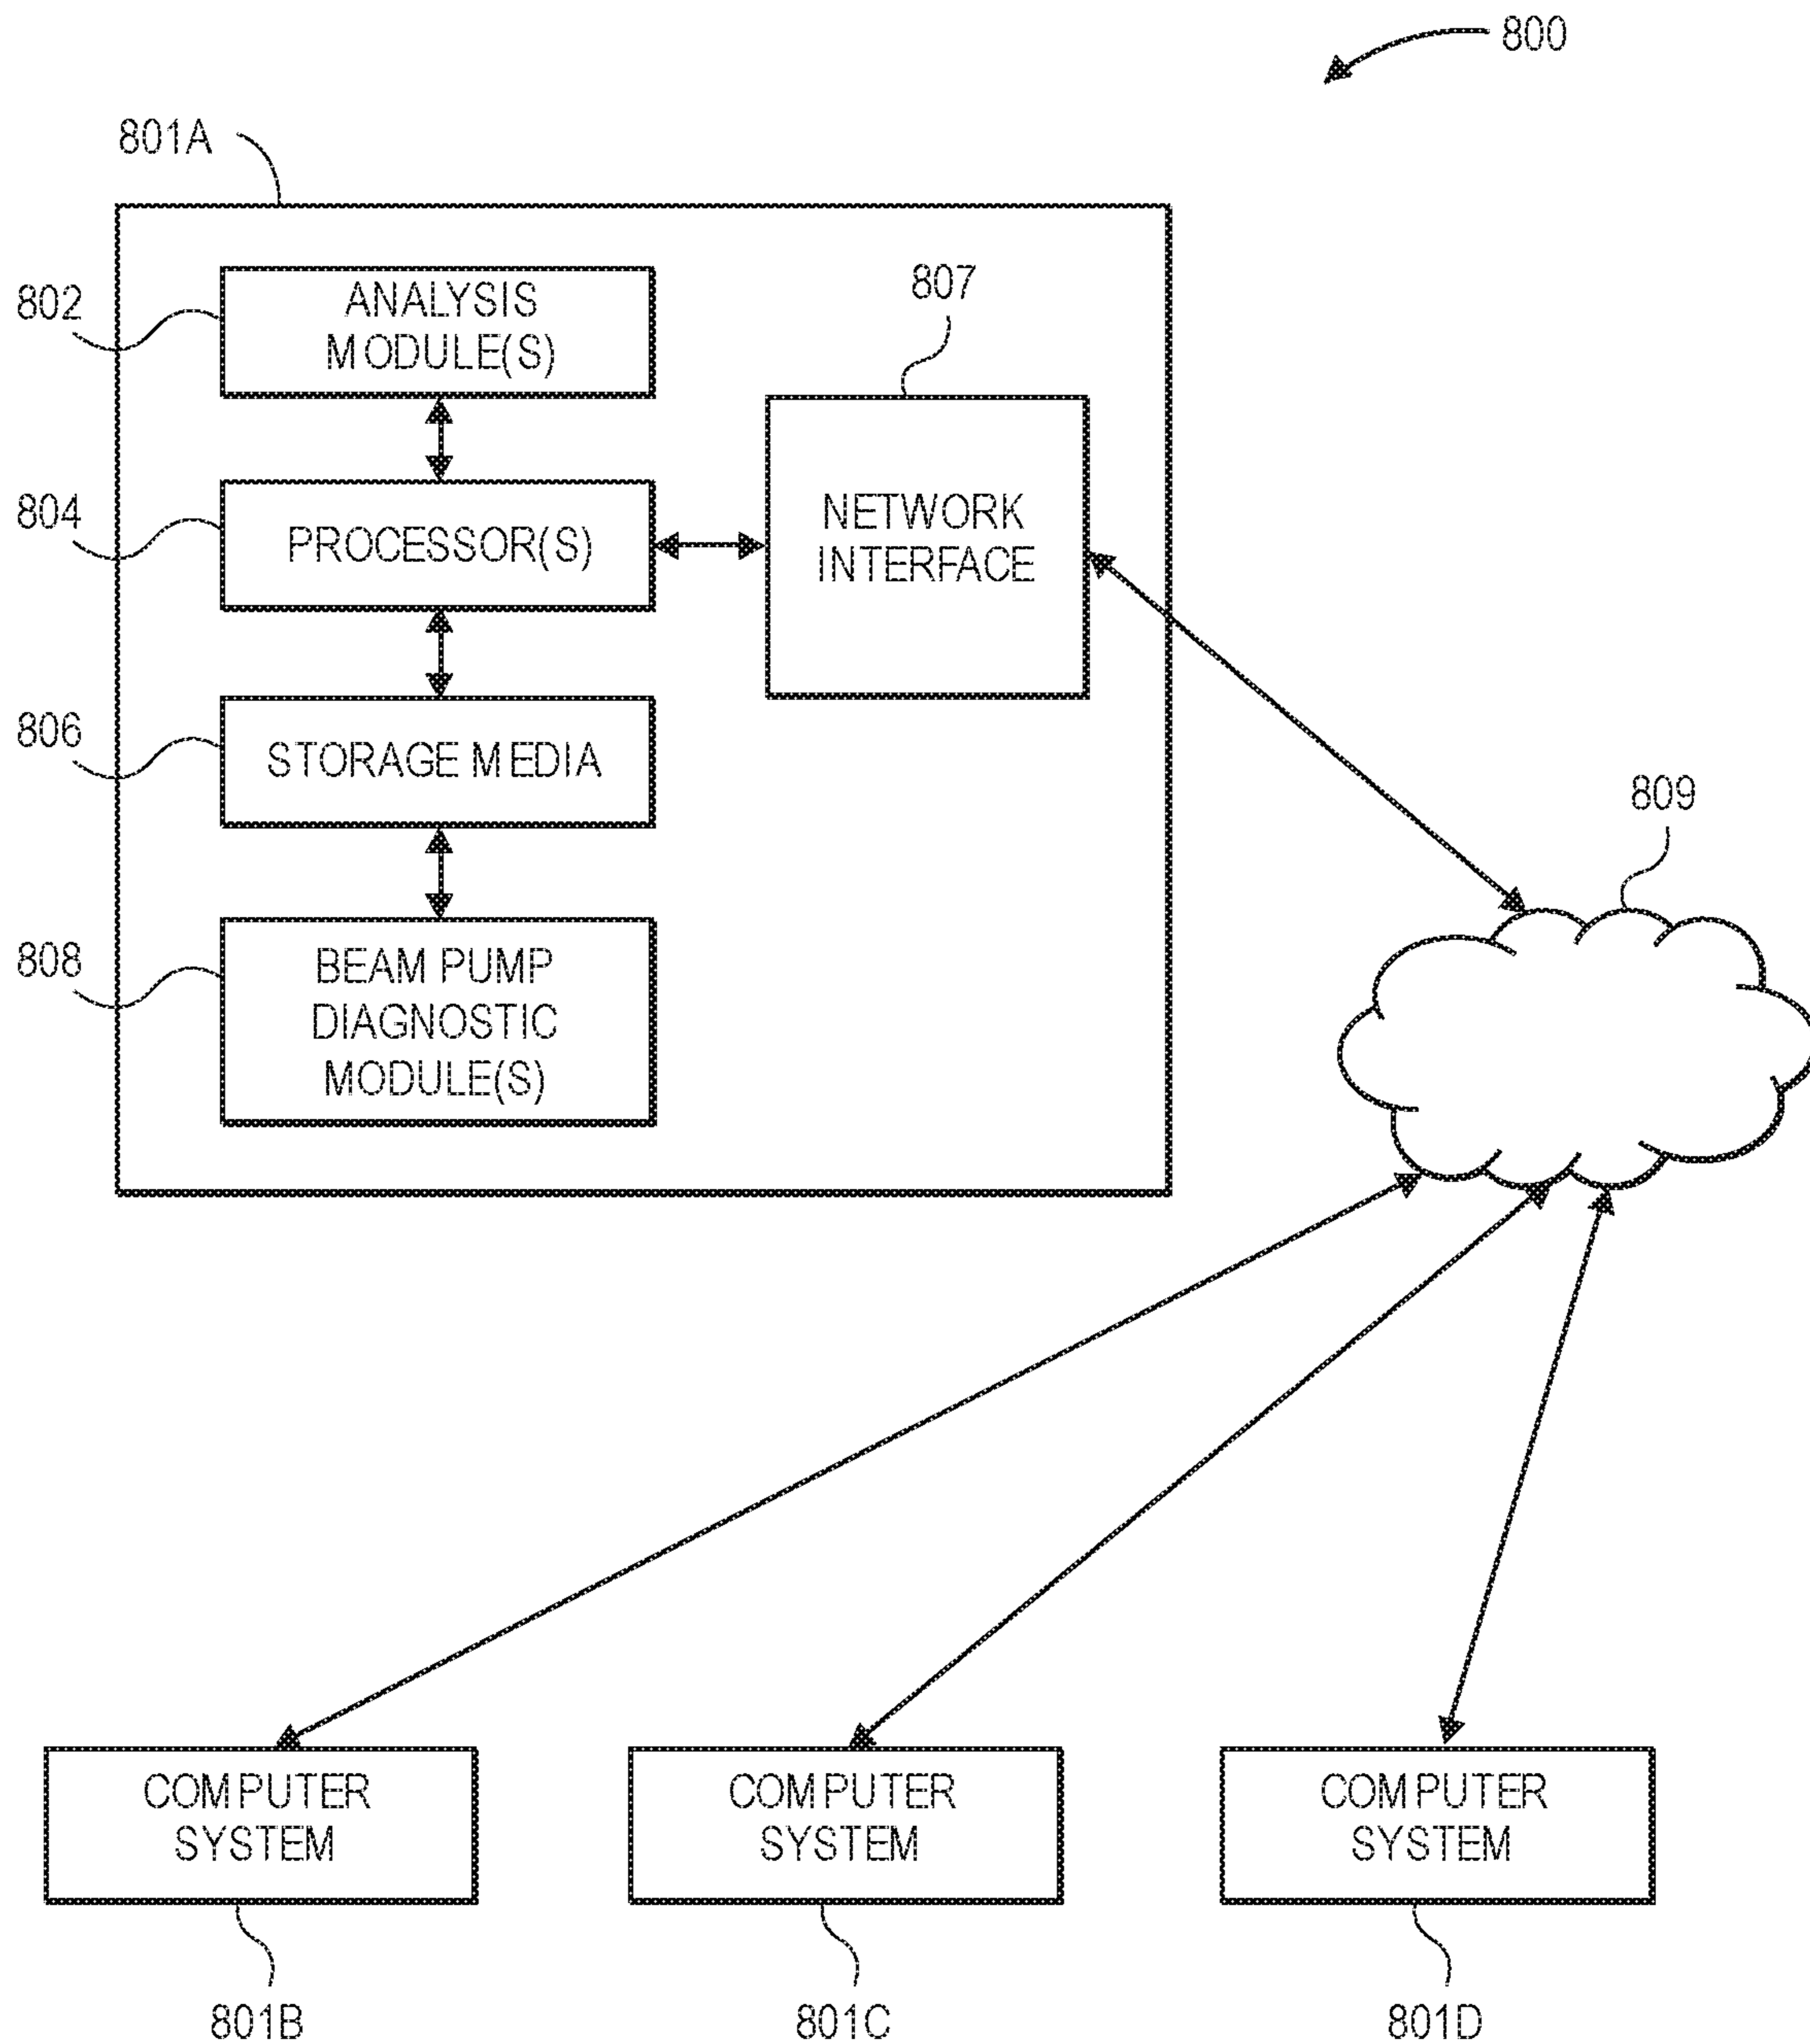 800
801A
802
ANALYSIS
MODULE(S)
807
804
PROCESSOR(S)
NETWORK
INTERFACE
806
STORAGE MEDIA
809
808
BEAM PUMP
DIAGNOSTIC
MODULE(S)
COMPUTER
SYSTEM
COMPUTER
SYSTEM
COMPUTER
SYSTEM
801B
801C
801D